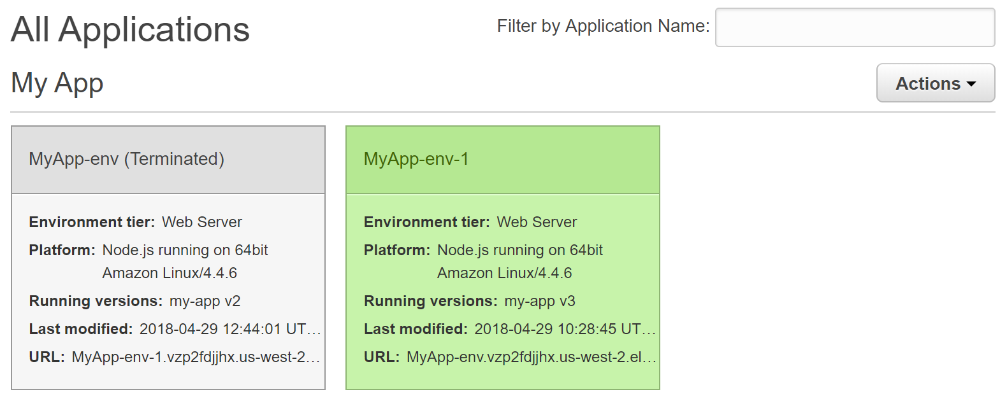 All Applications
Filter by Application Name:
My App
Actions
MyApp-env (Terminated)
Environment tier: Web Server
Platform: Node.js running on 64bit
Amazon Linux/4.4.6
Running versions: my-app v2
Last modified: 2018-04-29 12:44:01 UT…
URL: MyApp-env-1.vzp2fdjjhx.us-west-2…
MyApp-env-1
Environment tier: Web Server
Platform: Node.js running on 64bit
Amazon Linux/4.4.6
Running versions: my-app v3
Last modified: 2018-04-29 10:28:45 UT…
URL: MyApp-env.vzp2fdjjhx.us-west-2.el…